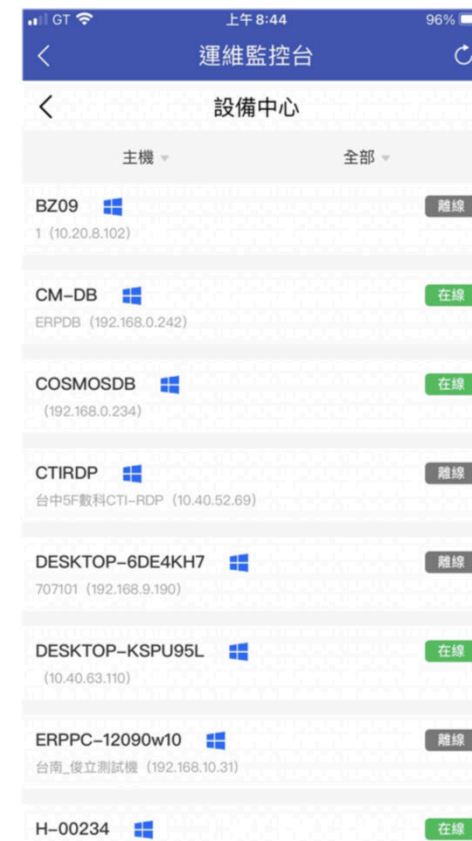 GT 上午8:44 96%
運維監控台
設備中心
主機 全部
BZ09 離線
1 (10.20.8.102)
CM-DB 在線
ERPDB (192.168.0.242)
COSMOSDB 在線
(192.168.0.234)
CTIRDP 離線
台中5F數科CTI-RDP (10.40.52.69)
DESKTOP-6DE4KH7 離線
707101 (192.168.9.190)
DESKTOP-KSPU95L 在線
(10.40.63.110)
ERPPC-12090w10 離線
台南_俊立測試機 (192.168.10.31)
H-00234 在線